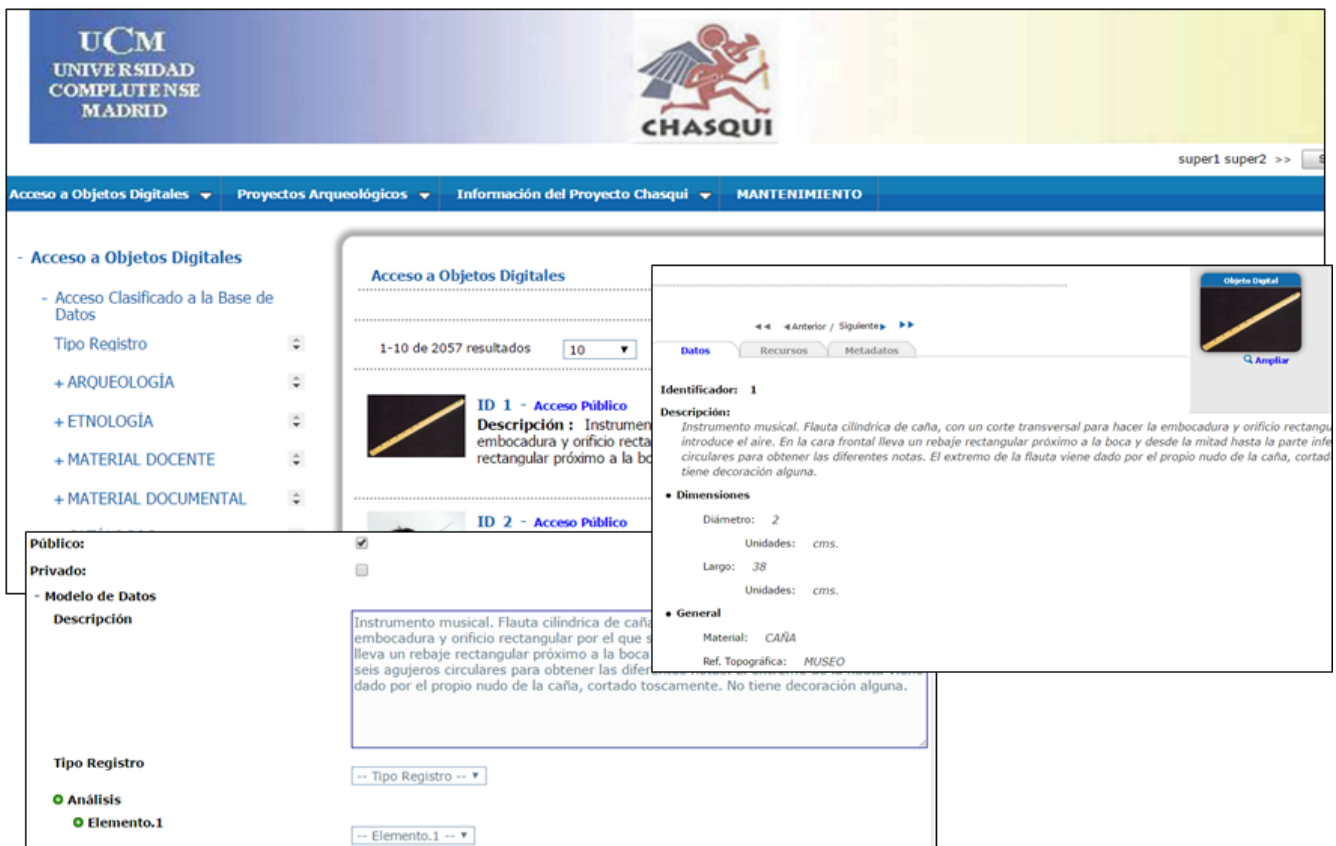 UCM
UNIVERSIDAD
COMPLUTENSE
MADRID
CHASQUI
super1 super2 >>
Acceso a Objetos Digitales
Proyectos Arqueológicos
Información del Proyecto Chasqui
MANTENIMIENTO
- Acceso a Objetos Digitales
- Acceso Clasificado a la Base de
Datos
Tipo Registro
+ ARQUEOLOGÍA
+ ETNOLOGÍA
+ MATERIAL DOCENTE
+ MATERIAL DOCUMENTAL
Acceso a Objetos Digitales
1-10 de 2057 resultados
10
ID 1 - Acceso Público
Descripción : Instrumen
embocadura y orificio recta
rectangular próximo a la bo
ID 2 - Acceso Público
Objeto Digital
Ampliar
Anterior / Siguiente
Datos
Recursos
Metadatos
Identificador: 1
Descripción:
Instrumento musical. Flauta cilíndrica de caña, con un corte transversal para hacer la embocadura y orificio rectangu
introduce el aire. En la cara frontal lleva un rebaje rectangular próximo a la boca y desde la mitad hasta la parte infe
circulares para obtener las diferentes notas. El extremo de la flauta viene dado por el propio nudo de la caña, cortad
tiene decoración alguna.
• Dimensiones
Diámetro: 2
Unidades: cms.
Largo: 38
Unidades: cms.
• General
Material: CAÑA
Ref. Topográfica: MUSEO
Público:
Privado:
- Modelo de Datos
Descripción
Instrumento musical. Flauta cilíndrica de caña
embocadura y orificio rectangular por el que s
lleva un rebaje rectangular próximo a la boca
seis agujeros circulares para obtener las difer
dado por el propio nudo de la caña, cortado toscamente. No tiene decoración alguna.
Tipo Registro
-- Tipo Registro --
Análisis
Elemento.1
-- Elemento.1 --